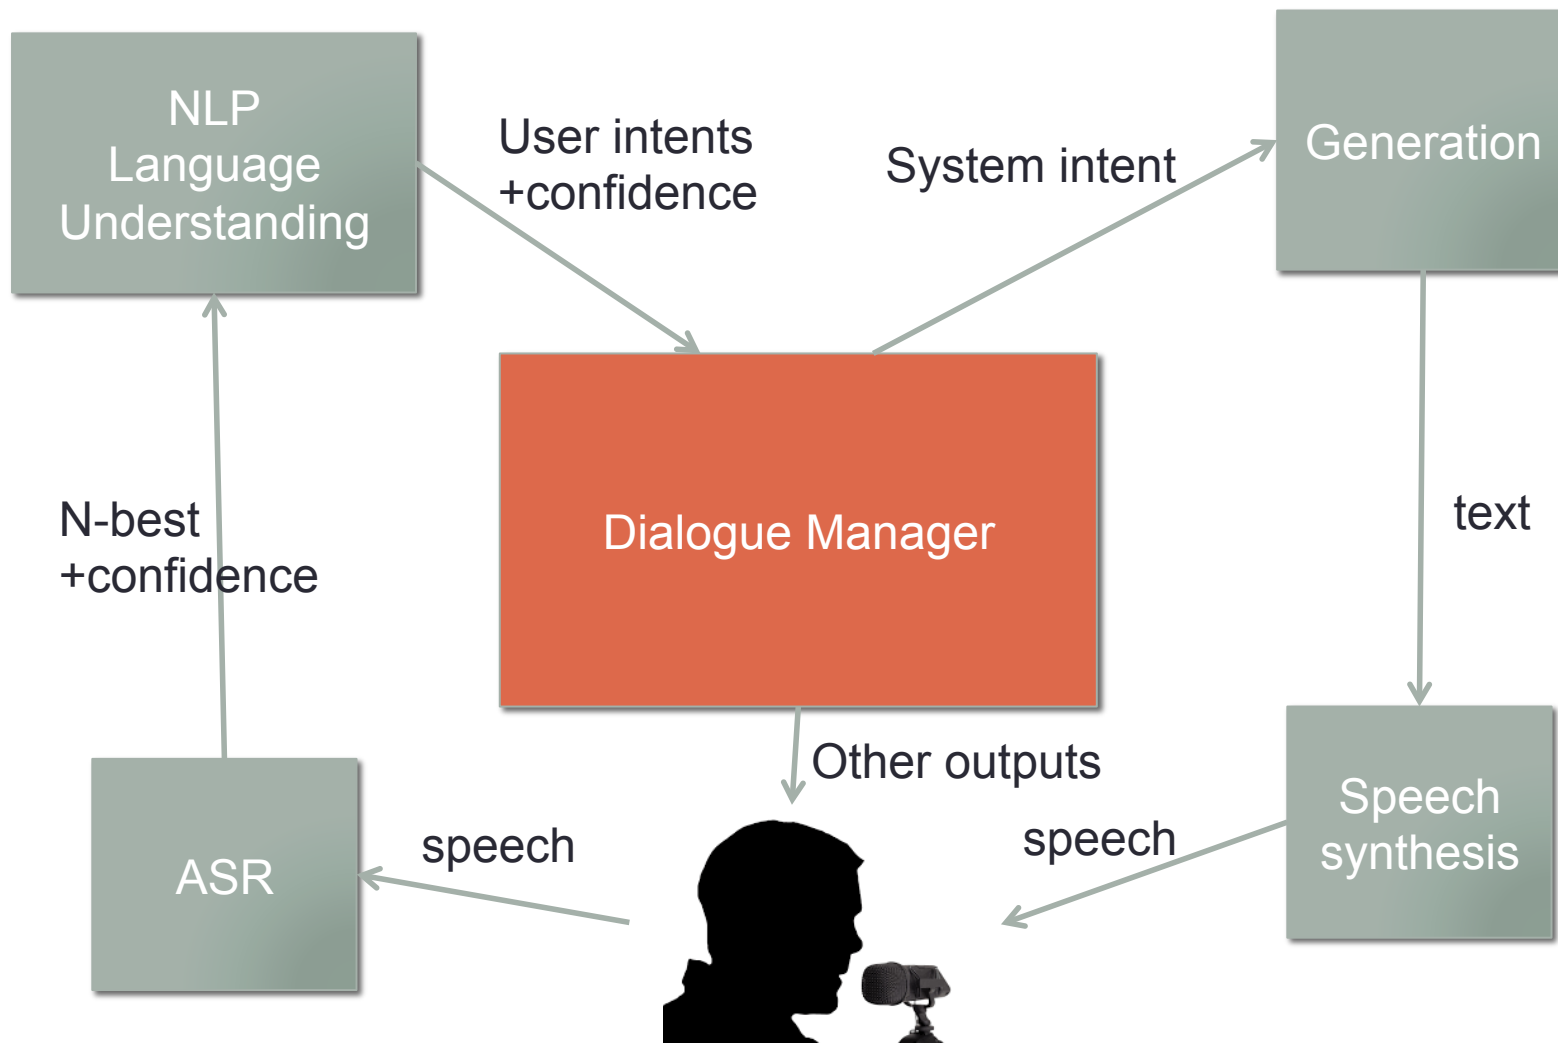 NLP
Language
Understanding
User intents
+confidence
System intent
Generation
N-best
+confidence
Dialogue Manager
text
Other outputs
speech
speech
ASR
Speech
synthesis